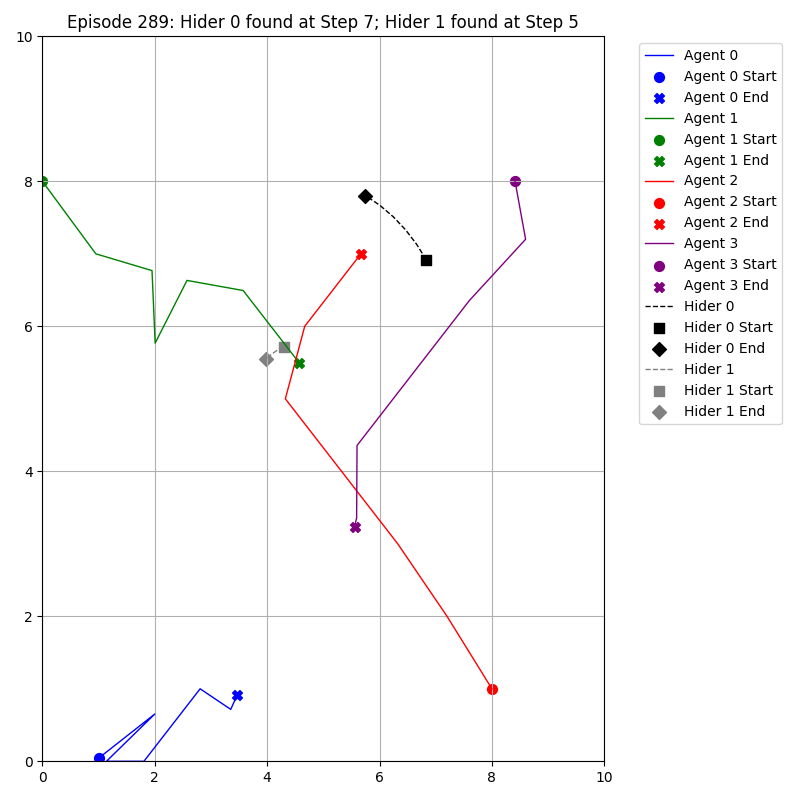 Episode 289: Hider 0 found at Step 7; Hider 1 found at Step 5
10
8
6
4
2
0
0 2 4 6 8 10
Agent 0
Agent 0 Start
Agent 0 End
Agent 1
Agent 1 Start
Agent 1 End
Agent 2
Agent 2 Start
Agent 2 End
Agent 3
Agent 3 Start
Agent 3 End
Hider 0
Hider 0 Start
Hider 0 End
Hider 1
Hider 1 Start
Hider 1 End